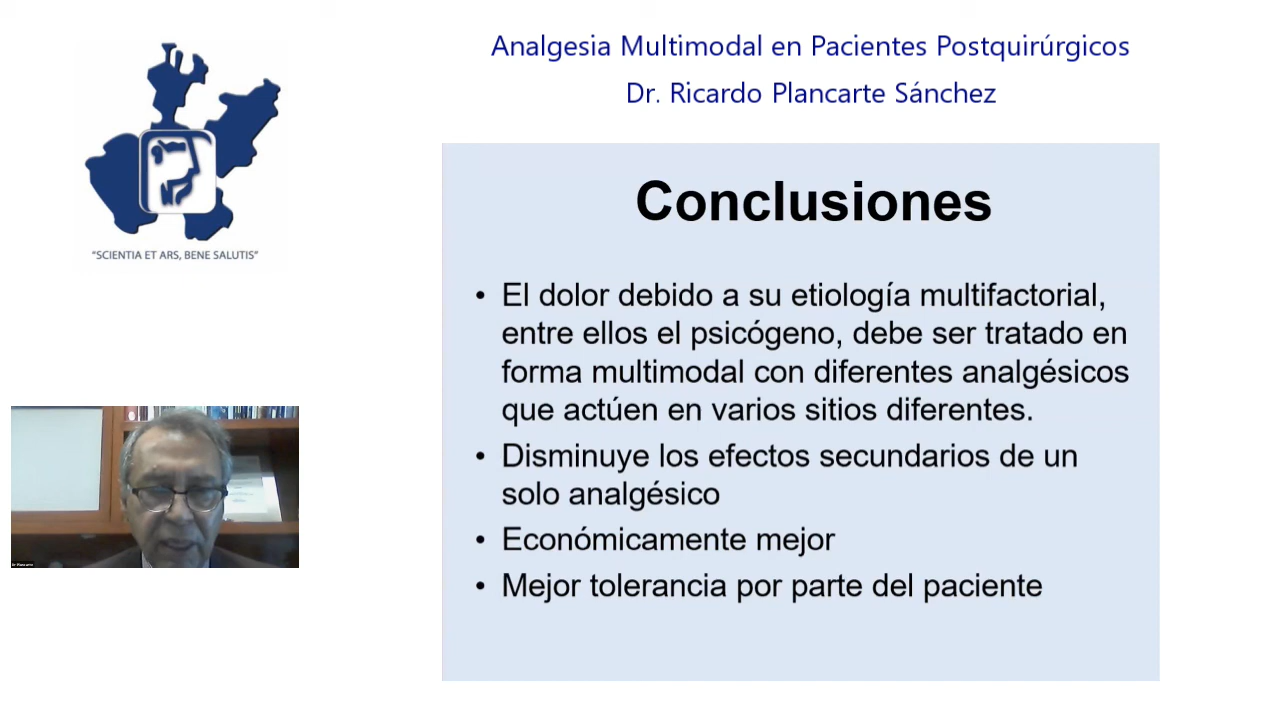 Analgesia Multimodal en Pacientes Postquirúrgicos
Dr. Ricardo Plancarte Sánchez
"SCIENTIA ET ARS, BENE SALUTIS"
Conclusiones
• El dolor debido a su etiología multifactorial,
entre ellos el psicógeno, debe ser tratado en
forma multimodal con diferentes analgésicos
que actúen en varios sitios diferentes.
• Disminuye los efectos secundarios de un
solo analgésico
• Económicamente mejor
• Mejor tolerancia por parte del paciente